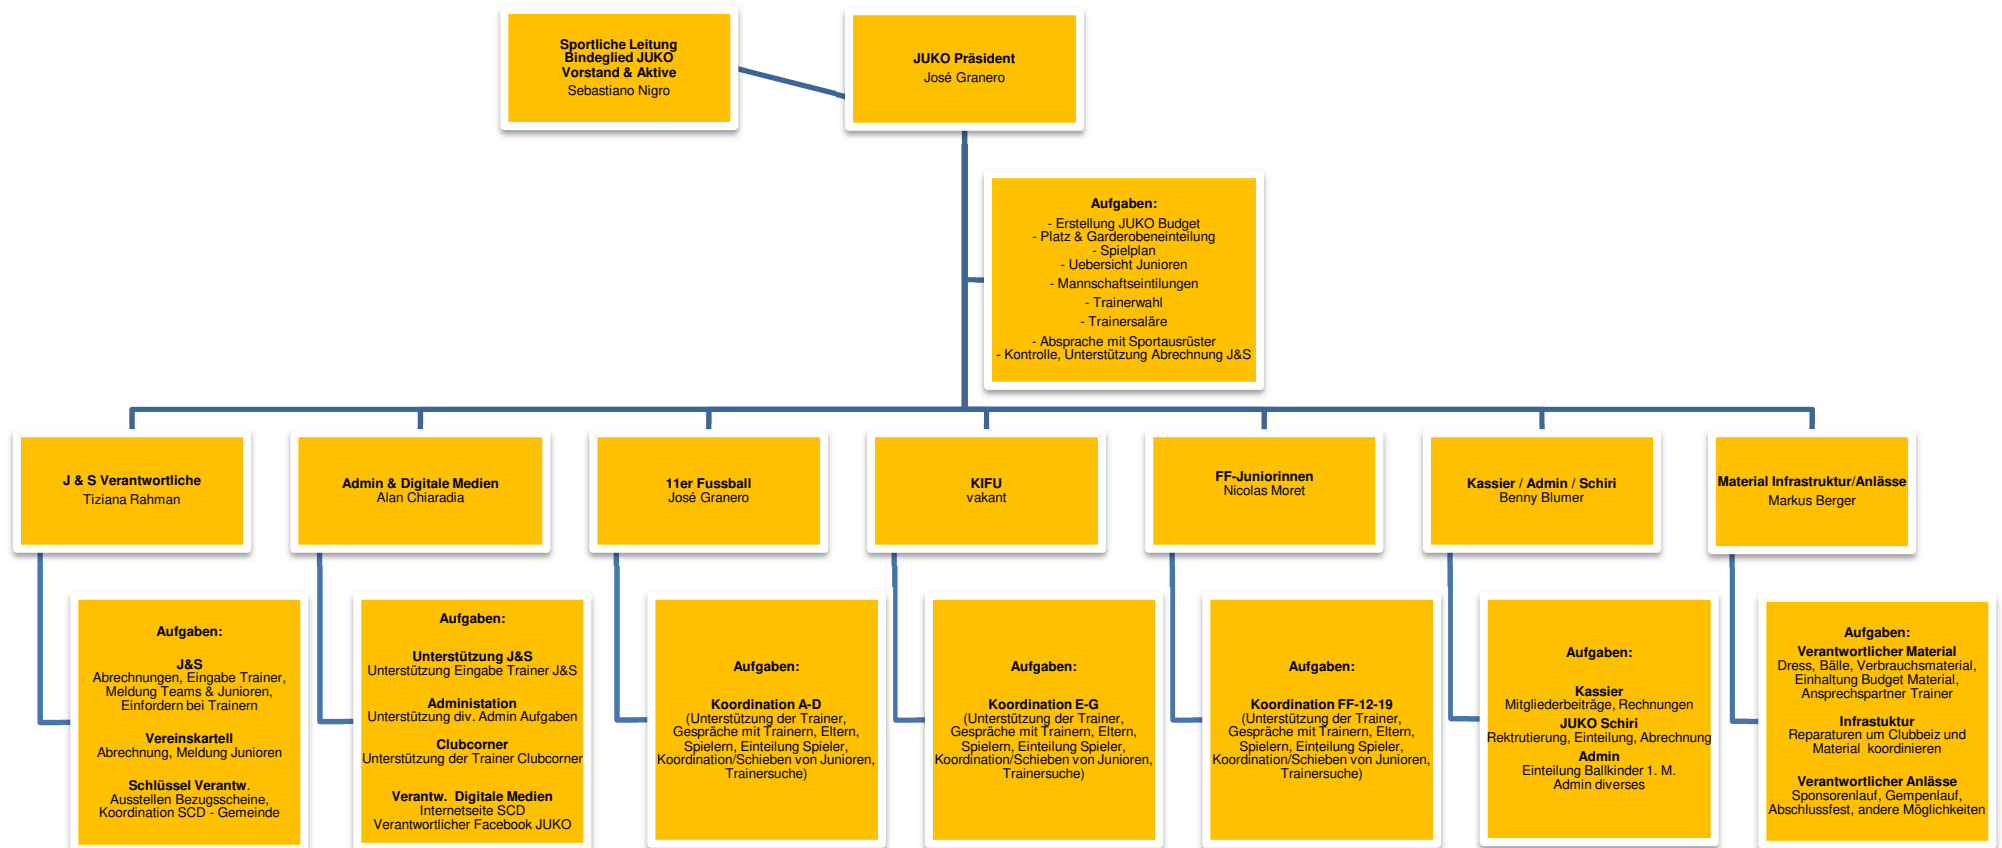 Sportliche Leitung
Bindeglied JUKO
Vorstand & Aktive
Sebastiano Nigro
JUKO Präsident
José Granero
Aufgaben:
- Erstellung JUKO Budget
- Platz & Garderobeneinteilung
- Spielplan
- Uebersicht Junioren
- Mannschaftseintilungen
- Trainerwahl
- Trainersaläre
- Absprache mit Sportausrüster
- Kontrolle, Unterstützung Abrechnung J&S
J & S Verantwortliche
Tiziana Rahman
Admin & Digitale Medien
Alan Chiaradia
11er Fussball
José Granero
KIFU
vakant
FF-Juniorinnen
Nicolas Moret
Kassier / Admin / Schiri
Benny Blumer
Material Infrastruktur/Anlässe
Markus Berger
Aufgaben:
J&S
Abrechnungen, Eingabe Trainer,
Meldung Teams & Junioren,
Einfordern bei Trainern
Vereinskartell
Abrechnung, Meldung Junioren
Schlüssel Verantw.
Ausstellen Bezugsscheine,
Koordination SCD - Gemeinde
Aufgaben:
Unterstützung J&S
Unterstützung Eingabe Trainer J&S
Administation
Unterstützung div. Admin Aufgaben
Clubcorner
Unterstützung der Trainer Clubcorner
Verantw. Digitale Medien
Internetseite SCD
Verantwortlicher Facebook JUKO
Aufgaben:
Koordination A-D
(Unterstützung der Trainer,
Gespräche mit Trainern, Eltern,
Spielern, Einteilung Spieler,
Koordination/Schieben von Junioren,
Trainersuche)
Aufgaben:
Koordination E-G
(Unterstützung der Trainer,
Gespräche mit Trainern, Eltern,
Spielern, Einteilung Spieler,
Koordination/Schieben von Junioren,
Trainersuche)
Aufgaben:
Koordination FF-12-19
(Unterstützung der Trainer,
Gespräche mit Trainern, Eltern,
Spielern, Einteilung Spieler,
Koordination/Schieben von Junioren,
Trainersuche)
Aufgaben:
Kassier
Mitgliederbeiträge, Rechnungen
JUKO Schiri
Rektrutierung, Einteilung, Abrechnung
Admin
Einteilung Ballkinder 1. M.
Admin diverses
Aufgaben:
Verantwortlicher Material
Dress, Bälle, Verbrauchsmaterial,
Einhaltung Budget Material,
Ansprechspartner Trainer
Infrastuktur
Reparaturen um Clubbeiz und
Material koordinieren
Verantwortlicher Anlässe
Sponsorenlauf, Gempenlauf,
Abschlussfest, andere Möglichkeiten